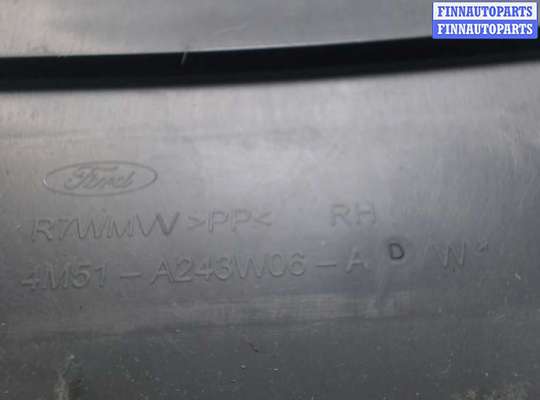 FINNAUTOPARTS
FINNAUTOPARTS
Ford
R7WMW >PP< RH
4M51-A243W06-A D W